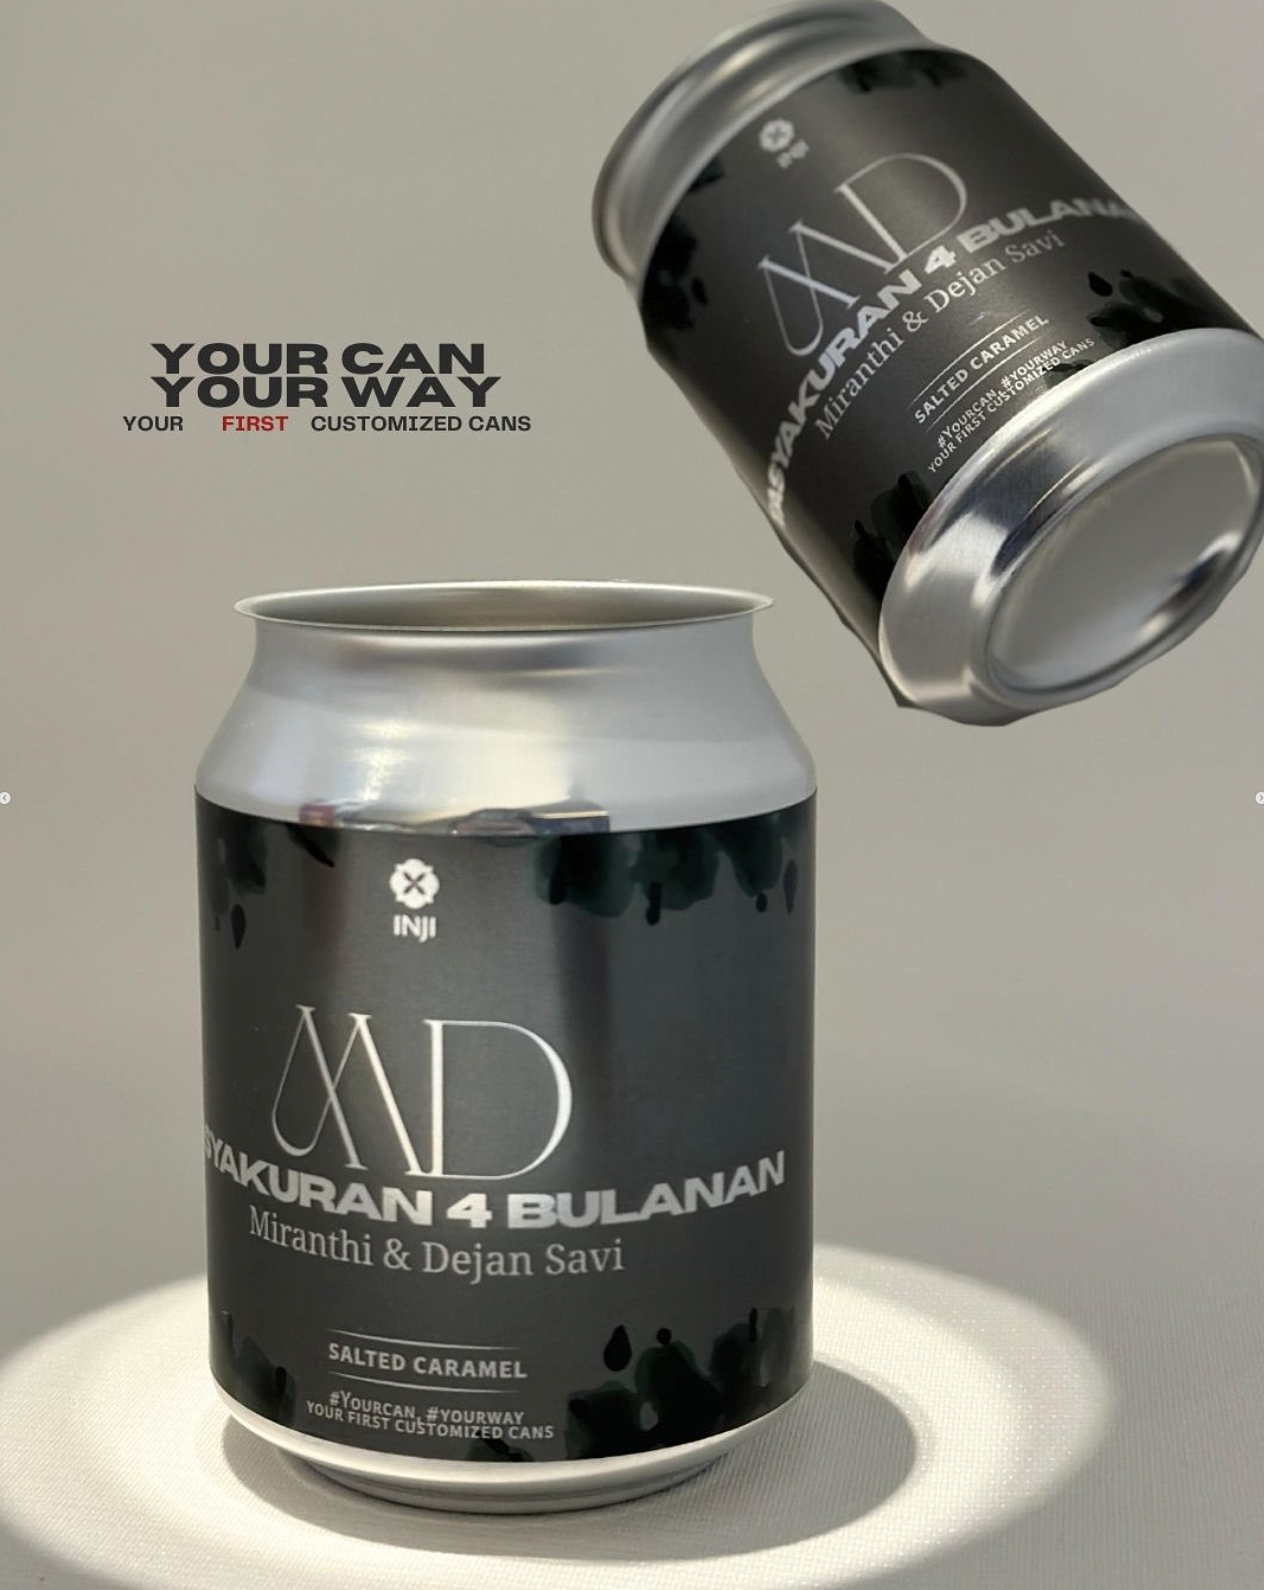 YOUR CAN
YOUR WAY
YOUR FIRST CUSTOMIZED CANS
INJI
MD
ASYAKURAN 4 BULANAN
Miranthi & Dejan Savi
SALTED CARAMEL
#YOURCAN, #YOURWAY
YOUR FIRST CUSTOMIZED CANS
INJI
MD
SYAKURAN 4 BULANAN
Miranthi & Dejan Savi
SALTED CARAMEL
#YOURCAN, #YOURWAY
YOUR FIRST CUSTOMIZED CANS